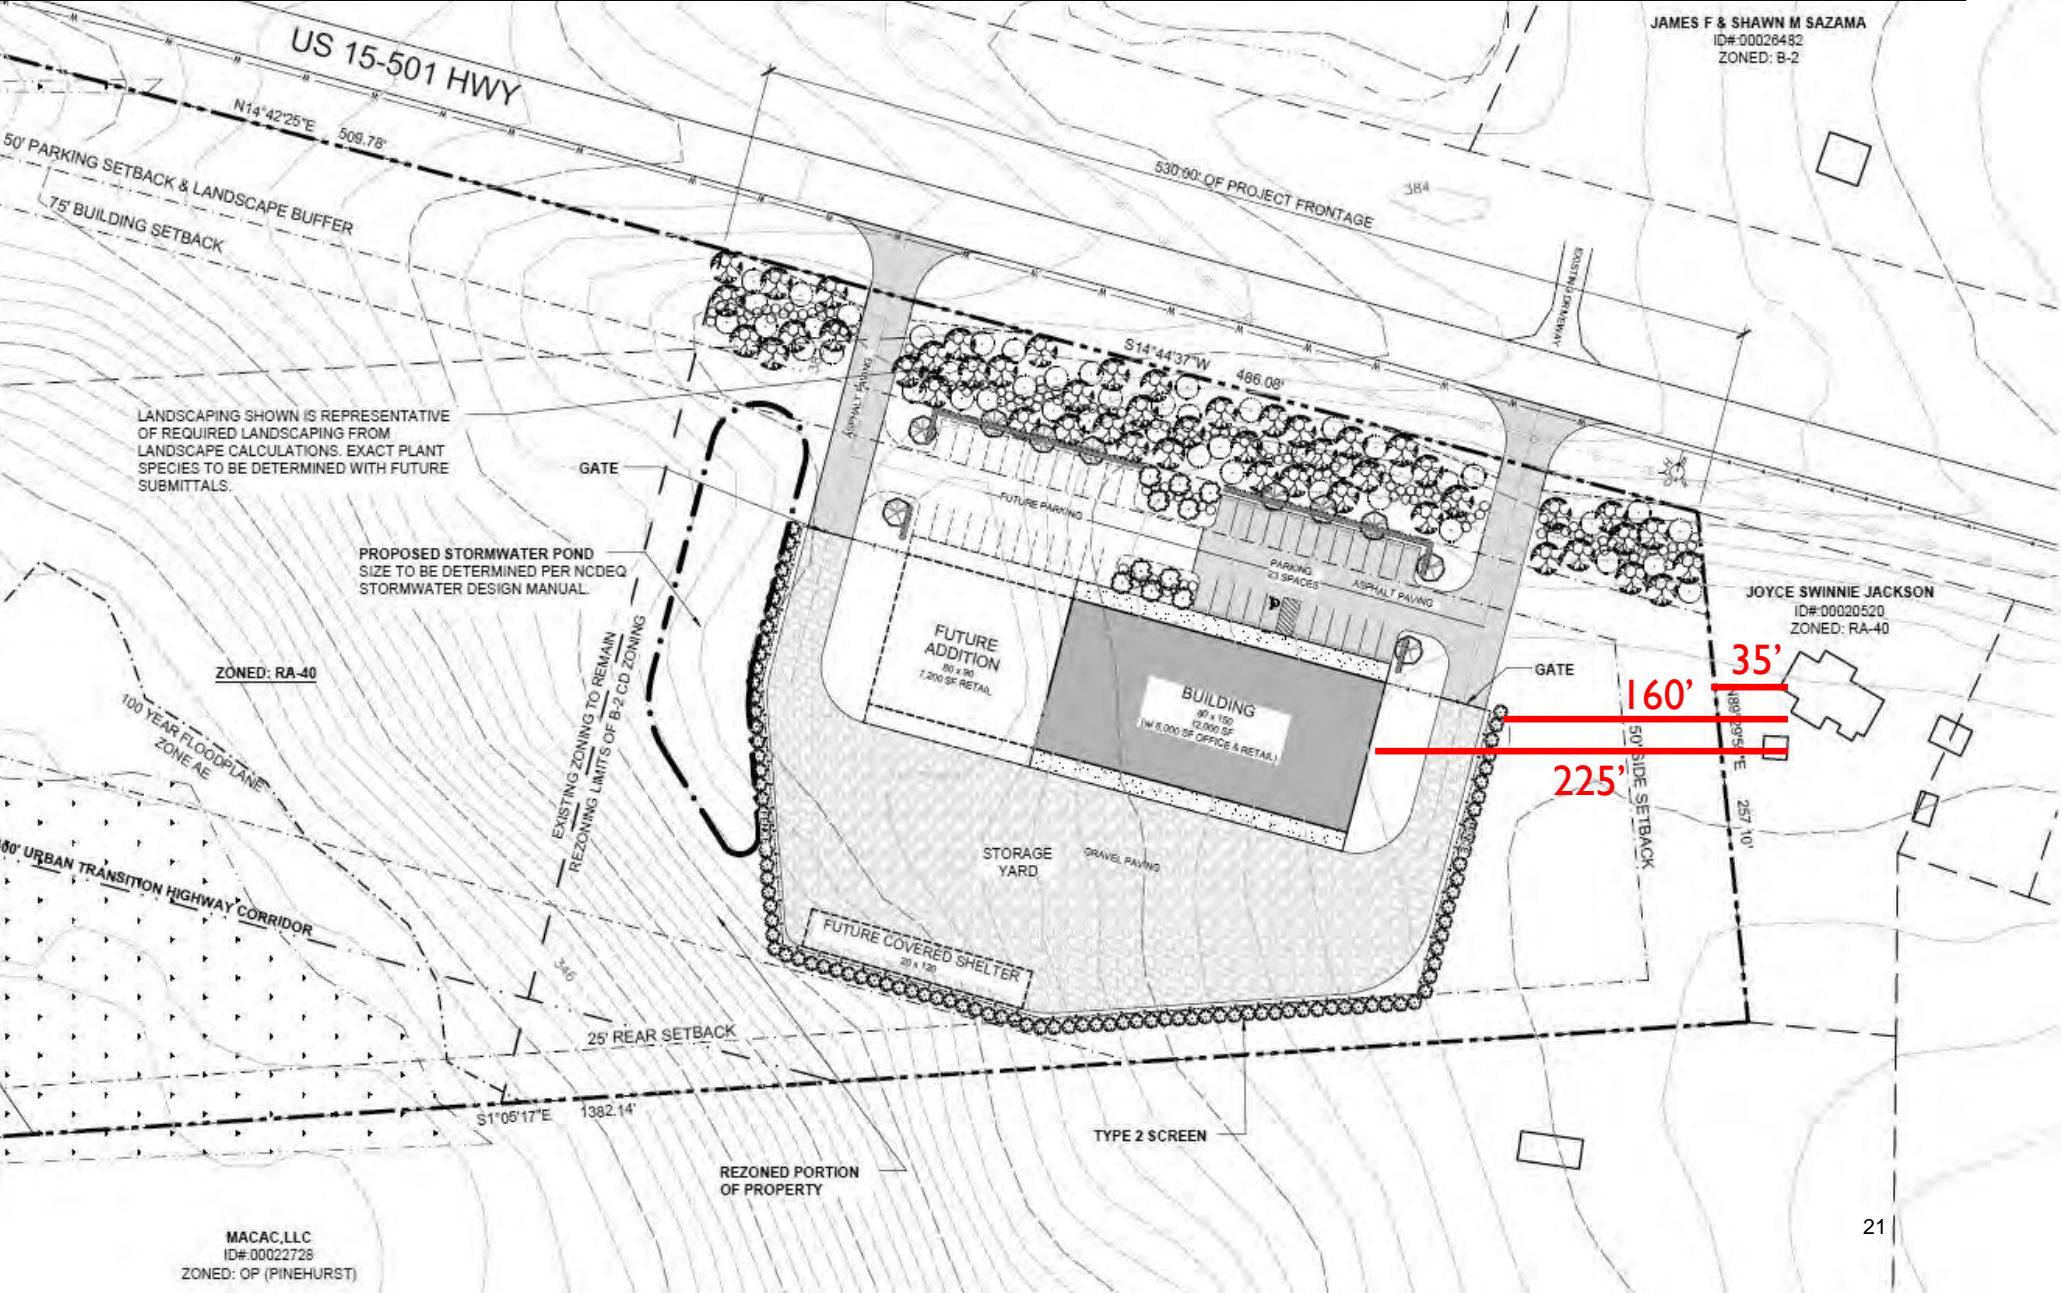 JAMES F & SHAWN M SAZAMA
ID#:00026482
ZONED: B-2
US 15-501 HWY
N14°42'25"E 509.78'
50' PARKING SETBACK & LANDSCAPE BUFFER
75' BUILDING SETBACK
530.00' OF PROJECT FRONTAGE
384
EXISTING DRIVEWAY
S14°44'37"W 486.08'
ASPHALT PAVING
LANDSCAPING SHOWN IS REPRESENTATIVE
OF REQUIRED LANDSCAPING FROM
LANDSCAPE CALCULATIONS. EXACT PLANT
SPECIES TO BE DETERMINED WITH FUTURE
SUBMITTALS.
GATE
FUTURE PARKING
PROPOSED STORMWATER POND
SIZE TO BE DETERMINED PER NCDEQ
STORMWATER DESIGN MANUAL.
PARKING
23 SPACES
ASPHALT PAVING
JOYCE SWINNIE JACKSON
ID#:00020520
ZONED: RA-40
35'
GATE
160'
225'
50' SIDE SETBACK
257.10'
FUTURE
ADDITION
80 x 90
7,200 SF RETAIL
BUILDING
80 x 150
12,000 SF
(W/ 6,000 SF OFFICE & RETAIL)
ZONED: RA-40
EXISTING ZONING TO REMAIN
REZONING LIMITS OF B-2 CD ZONING
100 YEAR FLOODPLANE
ZONE AE
URBAN TRANSITION HIGHWAY CORRIDOR
STORAGE
YARD
GRAVEL PAVING
FUTURE COVERED SHELTER
20 x 120
346
25' REAR SETBACK
S1°05'17"E 1382.14'
TYPE 2 SCREEN
REZONED PORTION
OF PROPERTY
MACAC,LLC
ID#:00022728
ZONED: OP (PINEHURST)
21